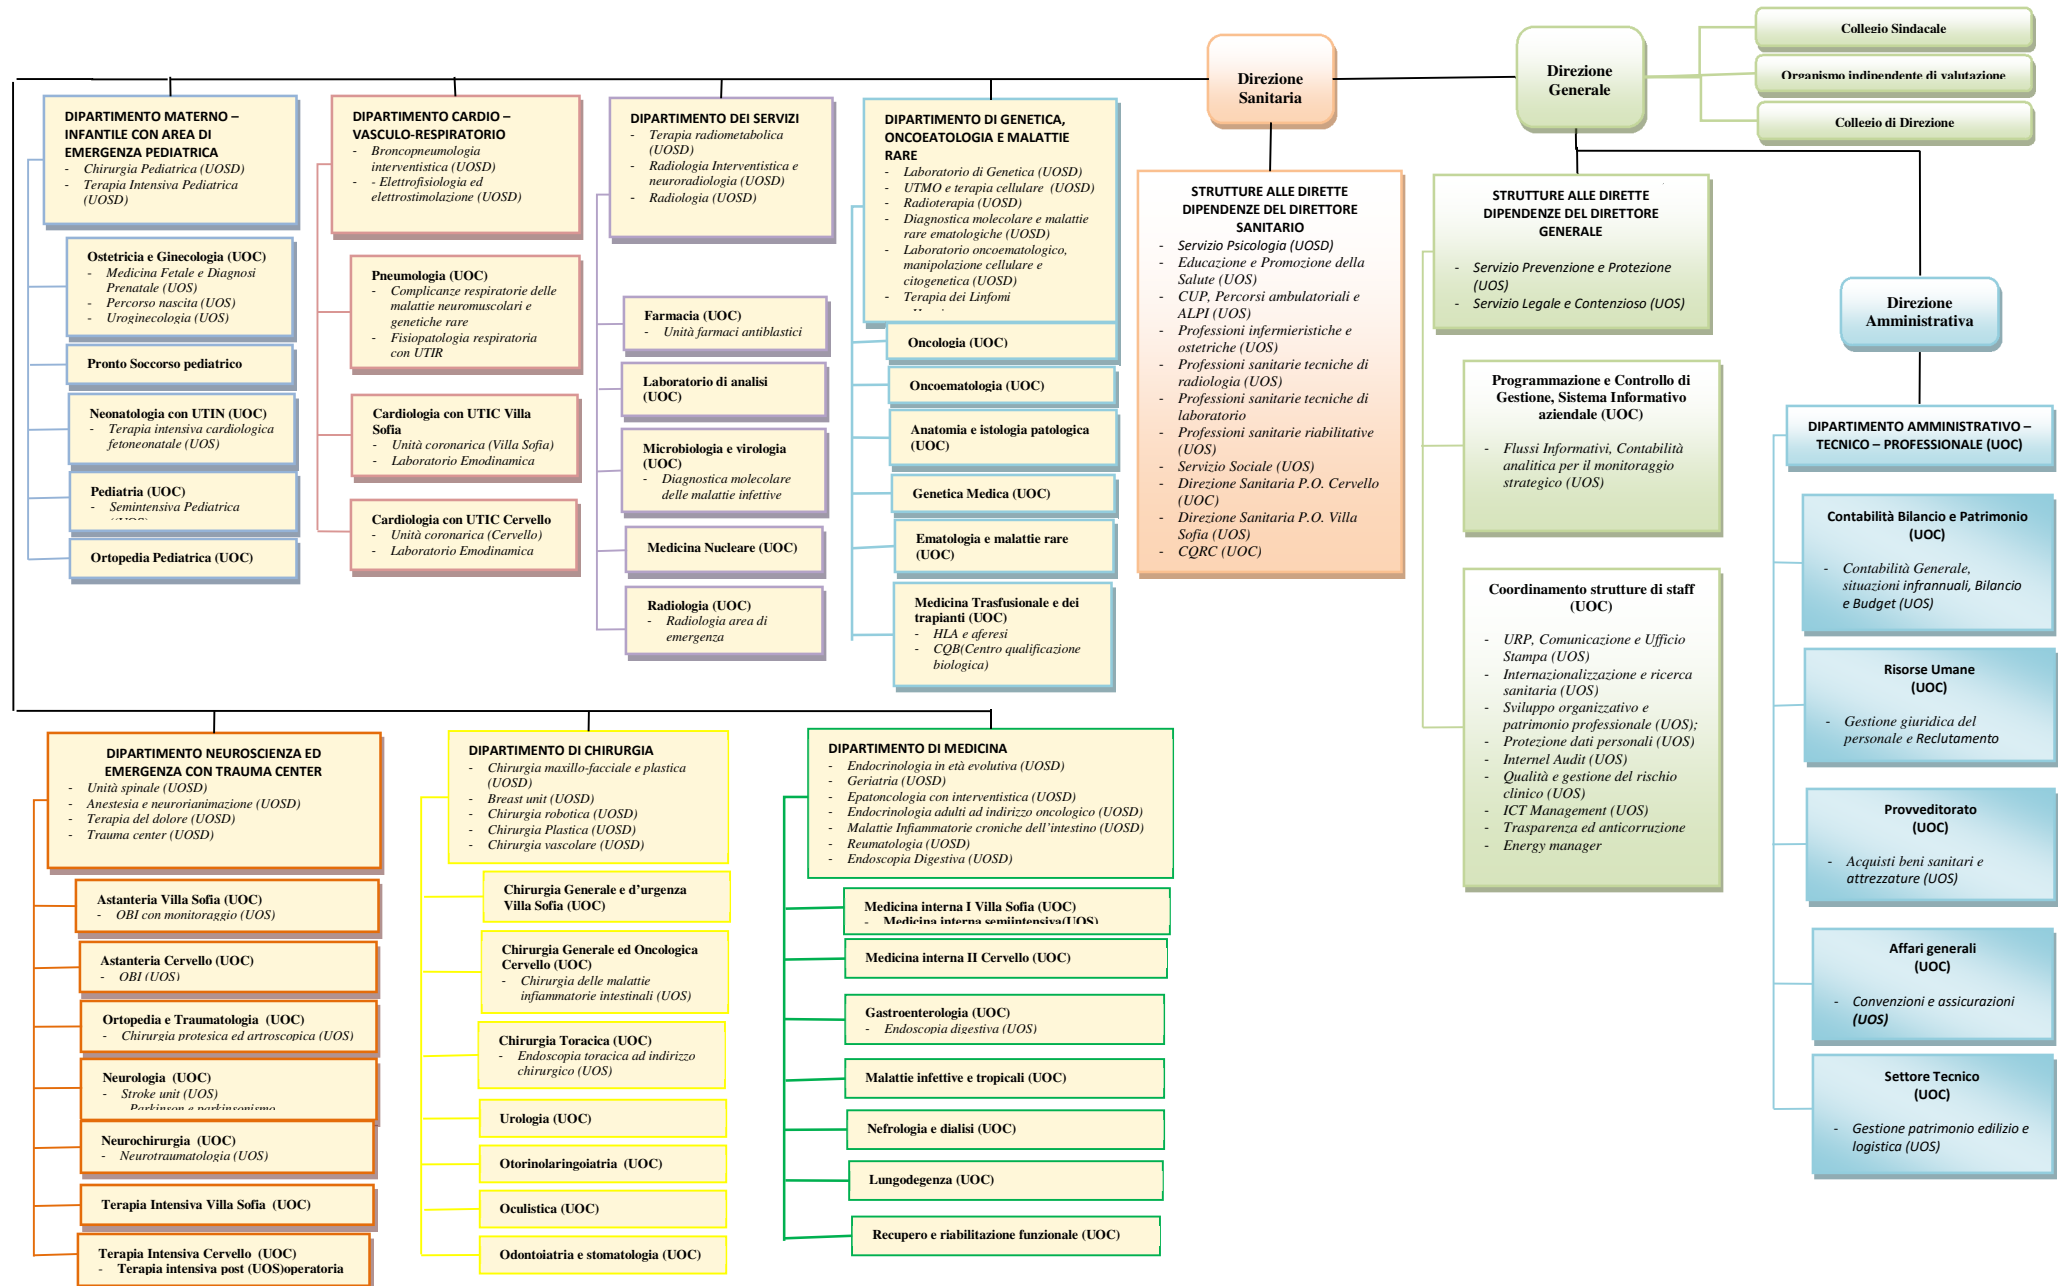 Collegio Sindacale
Organismo indipendente di valutazione
Collegio di Direzione
Direzione
Generale
Direzione
Sanitaria
DIPARTIMENTO MATERNO –
INFANTILE CON AREA DI
EMERGENZA PEDIATRICA
- Chirurgia Pediatrica (UOSD)
- Terapia Intensiva Pediatrica
(UOSD)
Ostetricia e Ginecologia (UOC)
- Medicina Fetale e Diagnosi
Prenatale (UOS)
- Percorso nascita (UOS)
- Uroginecologia (UOS)
Pronto Soccorso pediatrico
Neonatologia con UTIN (UOC)
- Terapia intensiva cardiologica
fetoneonatale (UOS)
Pediatria (UOC)
- Semintensiva Pediatrica
Ortopedia Pediatrica (UOC)
DIPARTIMENTO CARDIO –
VASCULO-RESPIRATORIO
- Broncopneumologia
interventistica (UOSD)
- - Elettrofisiologia ed
elettrostimolazione (UOSD)
Pneumologia (UOC)
- Complicanze respiratorie delle
malattie neuromuscolari e
genetiche rare
- Fisiopatologia respiratoria
con UTIR
Cardiologia con UTIC Villa
Sofia
- Unità coronarica (Villa Sofia)
- Laboratorio Emodinamica
Cardiologia con UTIC Cervello
- Unità coronarica (Cervello)
- Laboratorio Emodinamica
DIPARTIMENTO DEI SERVIZI
- Terapia radiometabolica
(UOSD)
- Radiologia Interventistica e
neuroradiologia (UOSD)
- Radiologia (UOSD)
Farmacia (UOC)
- Unità farmaci antiblastici
Laboratorio di analisi
(UOC)
Microbiologia e virologia
(UOC)
- Diagnostica molecolare
delle malattie infettive
Medicina Nucleare (UOC)
Radiologia (UOC)
- Radiologia area di
emergenza
DIPARTIMENTO DI GENETICA,
ONCOEATOLOGIA E MALATTIE
RARE
- Laboratorio di Genetica (UOSD)
- UTMO e terapia cellulare (UOSD)
- Radioterapia (UOSD)
- Diagnostica molecolare e malattie
rare ematologiche (UOSD)
- Laboratorio oncoematologico,
manipolazione cellulare e
citogenetica (UOSD)
- Terapia dei Linfomi
Oncologia (UOC)
Oncoematologia (UOC)
Anatomia e istologia patologica
(UOC)
Genetica Medica (UOC)
Ematologia e malattie rare
(UOC)
Medicina Trasfusionale e dei
trapianti (UOC)
- HLA e aferesi
- CQB(Centro qualificazione
biologica)
STRUTTURE ALLE DIRETTE
DIPENDENZE DEL DIRETTORE
SANITARIO
- Servizio Psicologia (UOSD)
- Educazione e Promozione della
Salute (UOS)
- CUP, Percorsi ambulatoriali e
ALPI (UOS)
- Professioni infermieristiche e
ostetriche (UOS)
- Professioni sanitarie tecniche di
radiologia (UOS)
- Professioni sanitarie tecniche di
laboratorio
- Professioni sanitarie riabilitative
(UOS)
- Servizio Sociale (UOS)
- Direzione Sanitaria P.O. Cervello
(UOC)
- Direzione Sanitaria P.O. Villa
Sofia (UOS)
- CQRC (UOC)
STRUTTURE ALLE DIRETTE
DIPENDENZE DEL DIRETTORE
GENERALE
- Servizio Prevenzione e Protezione
(UOS)
- Servizio Legale e Contenzioso (UOS)
Programmazione e Controllo di
Gestione, Sistema Informativo
aziendale (UOC)
- Flussi Informativi, Contabilità
analitica per il monitoraggio
strategico (UOS)
Coordinamento strutture di staff
(UOC)
- URP, Comunicazione e Ufficio
Stampa (UOS)
- Internazionalizzazione e ricerca
sanitaria (UOS)
- Sviluppo organizzativo e
patrimonio professionale (UOS);
- Protezione dati personali (UOS)
- Internel Audit (UOS)
- Qualità e gestione del rischio
clinico (UOS)
- ICT Management (UOS)
- Trasparenza ed anticorruzione
- Energy manager
Direzione
Amministrativa
DIPARTIMENTO AMMINISTRATIVO –
TECNICO – PROFESSIONALE (UOC)
Contabilità Bilancio e Patrimonio
(UOC)
- Contabilità Generale,
situazioni infrannuali, Bilancio
e Budget (UOS)
Risorse Umane
(UOC)
- Gestione giuridica del
personale e Reclutamento
Provveditorato
(UOC)
- Acquisti beni sanitari e
attrezzature (UOS)
Affari generali
(UOC)
- Convenzioni e assicurazioni
(UOS)
Settore Tecnico
(UOC)
- Gestione patrimonio edilizio e
logistica (UOS)
DIPARTIMENTO NEUROSCIENZA ED
EMERGENZA CON TRAUMA CENTER
- Unità spinale (UOSD)
- Anestesia e neurorianimazione (UOSD)
- Terapia del dolore (UOSD)
- Trauma center (UOSD)
Astanteria Villa Sofia (UOC)
- OBI con monitoraggio (UOS)
Astanteria Cervello (UOC)
- OBI (UOS)
Ortopedia e Traumatologia (UOC)
- Chirurgia protesica ed artroscopica (UOS)
Neurologia (UOC)
- Stroke unit (UOS)
Parkinson e parkinsonismo
Neurochirurgia (UOC)
- Neurotraumatologia (UOS)
Terapia Intensiva Villa Sofia (UOC)
Terapia Intensiva Cervello (UOC)
- Terapia intensiva post (UOS)operatoria
DIPARTIMENTO DI CHIRURGIA
- Chirurgia maxillo-facciale e plastica
(UOSD)
- Breast unit (UOSD)
- Chirurgia robotica (UOSD)
- Chirurgia Plastica (UOSD)
- Chirurgia vascolare (UOSD)
Chirurgia Generale e d'urgenza
Villa Sofia (UOC)
Chirurgia Generale ed Oncologica
Cervello (UOC)
- Chirurgia delle malattie
infiammatorie intestinali (UOS)
Chirurgia Toracica (UOC)
- Endoscopia toracica ad indirizzo
chirurgico (UOS)
Urologia (UOC)
Otorinolaringoiatria (UOC)
Oculistica (UOC)
Odontoiatria e stomatologia (UOC)
DIPARTIMENTO DI MEDICINA
- Endocrinologia in età evolutiva (UOSD)
- Geriatria (UOSD)
- Epatoncologia con interventistica (UOSD)
- Endocrinologia adulti ad indirizzo oncologico (UOSD)
- Malattie Infiammatorie croniche dell'intestino (UOSD)
- Reumatologia (UOSD)
- Endoscopia Digestiva (UOSD)
Medicina interna I Villa Sofia (UOC)
- Medicina interna semiintensiva(UOS)
Medicina interna II Cervello (UOC)
Gastroenterologia (UOC)
- Endoscopia digestiva (UOS)
Malattie infettive e tropicali (UOC)
Nefrologia e dialisi (UOC)
Lungodegenza (UOC)
Recupero e riabilitazione funzionale (UOC)